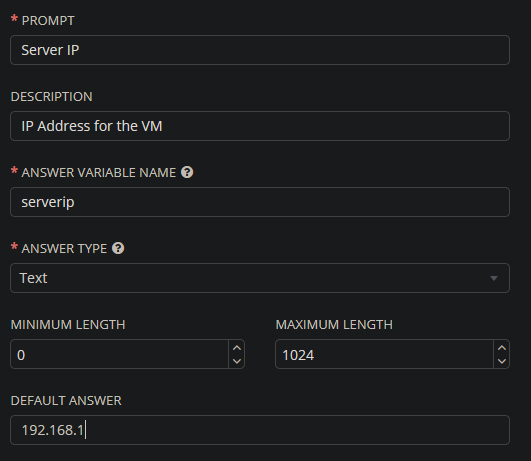 * PROMPT
Server IP
DESCRIPTION
IP Address for the VM
* ANSWER VARIABLE NAME ?
serverip
* ANSWER TYPE ?
Text
MINIMUM LENGTH MAXIMUM LENGTH
0 1024
DEFAULT ANSWER
192.168.1